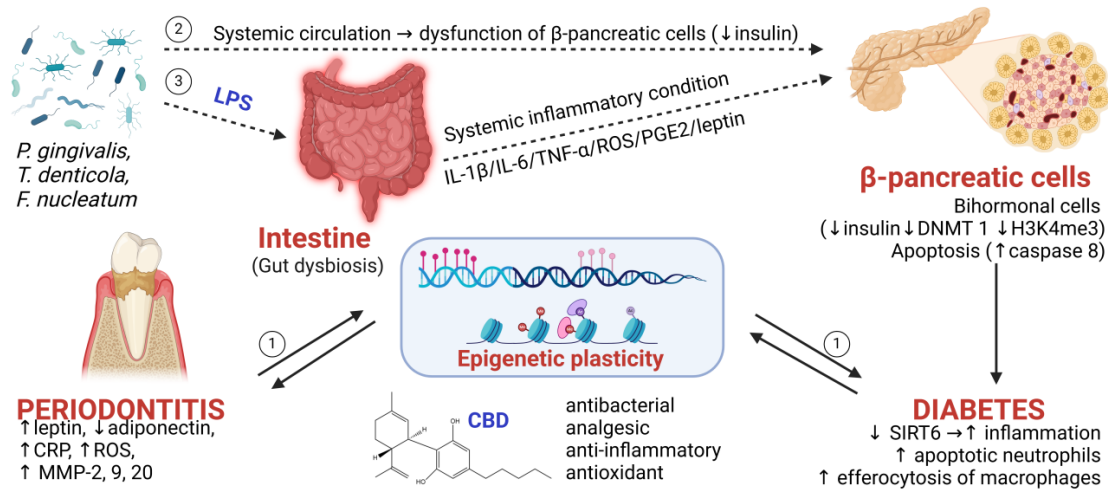 2
Systemic circulation → dysfunction of β-pancreatic cells (↓insulin)
3
LPS
Systemic inflammatory condition
IL-1β/IL-6/TNF-α/ROS/PGE2/leptin
P. gingivalis,
T. denticola,
F. nucleatum
Intestine
(Gut dysbiosis)
β-pancreatic cells
Bihormonal cells
(↓insulin↓DNMT 1 ↓H3K4me3)
Apoptosis (↑caspase 8)
Epigenetic plasticity
1
1
PERIODONTITIS
↑leptin, ↓adiponectin,
↑CRP, ↑ROS,
↑ MMP-2, 9, 20
CBD
OH
H
H
HO
antibacterial
analgesic
anti-inflammatory
antioxidant
DIABETES
↓ SIRT6 →↑ inflammation
↑ apoptotic neutrophils
↑ efferocytosis of macrophages